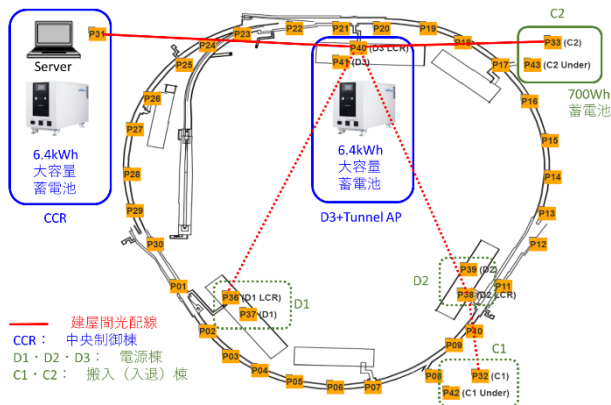 P31
Server
6.4kWh
大容量
蓄電池
CCR
P22
P21
P20
P19
P23
P24
P25
P26
P27
P28
P29
P30
P40 (D3 LCR)
P41 (D3)
6.4kWh
大容量
蓄電池
D3+Tunnel AP
P18
P17
C2
P33 (C2)
P43 (C2 Under)
700Wh
蓄電池
P16
P15
P14
P13
P12
P11
D2
P39 (D2)
P38 (D2 LCR)
P10
P09
P08
C1
P32 (C1)
P42 (C1 Under)
P01
P36 (D1 LCR)
P37 (D1)
D1
P02
P03
P04
P05
P06
P07
建屋間光配線
CCR： 中央制御棟
D1・D2・D3： 電源棟
C1・C2： 搬入（入退）棟